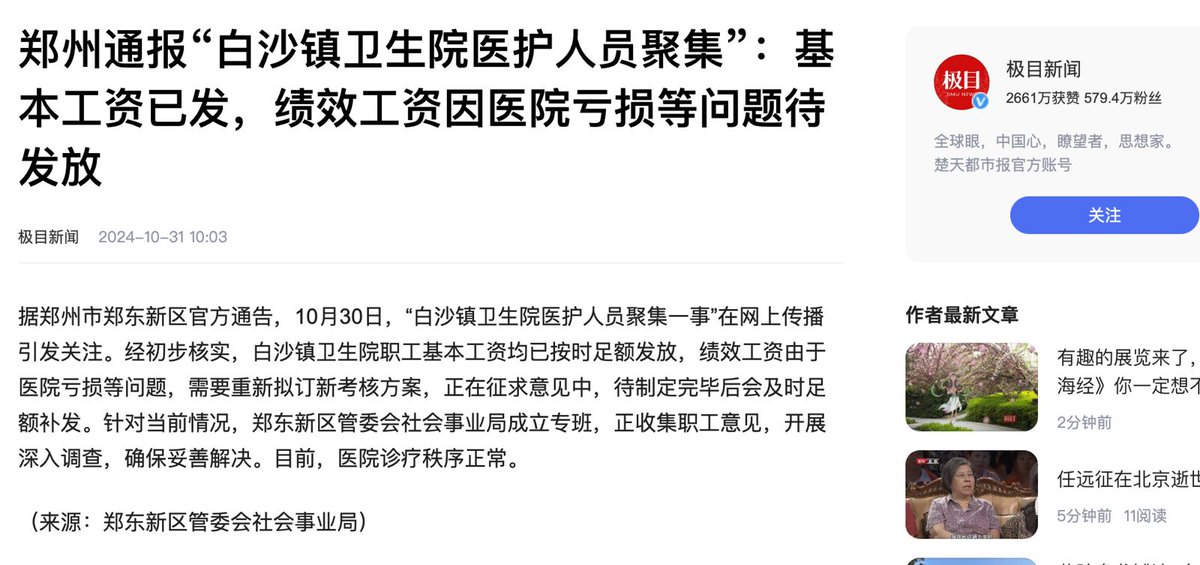 郑州通报“白沙镇卫生院医护人员聚集”：基
本工资已发，绩效工资因医院亏损等问题待
发放
极目新闻 2024-10-31 10:03
据郑州市郑东新区官方通告，10月30日，“白沙镇卫生院医护人员聚集一事”在网上传播
引发关注。经初步核实，白沙镇卫生院职工基本工资均已按时足额发放，绩效工资由于
医院亏损等问题，需要重新拟订新考核方案，正在征求意见中，待制定完毕后会及时足
额补发。针对当前情况，郑东新区管委会社会事业局成立专班，正收集职工意见，开展
深入调查，确保妥善解决。目前，医院诊疗秩序正常。
（来源：郑东新区管委会社会事业局）
极目
JIMU NEWS
极目新闻
2661万获赞 579.4万粉丝
全球眼，中国心，瞭望者，思想家。
楚天都市报官方账号
关注
作者最新文章
有趣的展览来了，
海经》你一定想不
2分钟前
任远征在北京逝世
5分钟前 11阅读